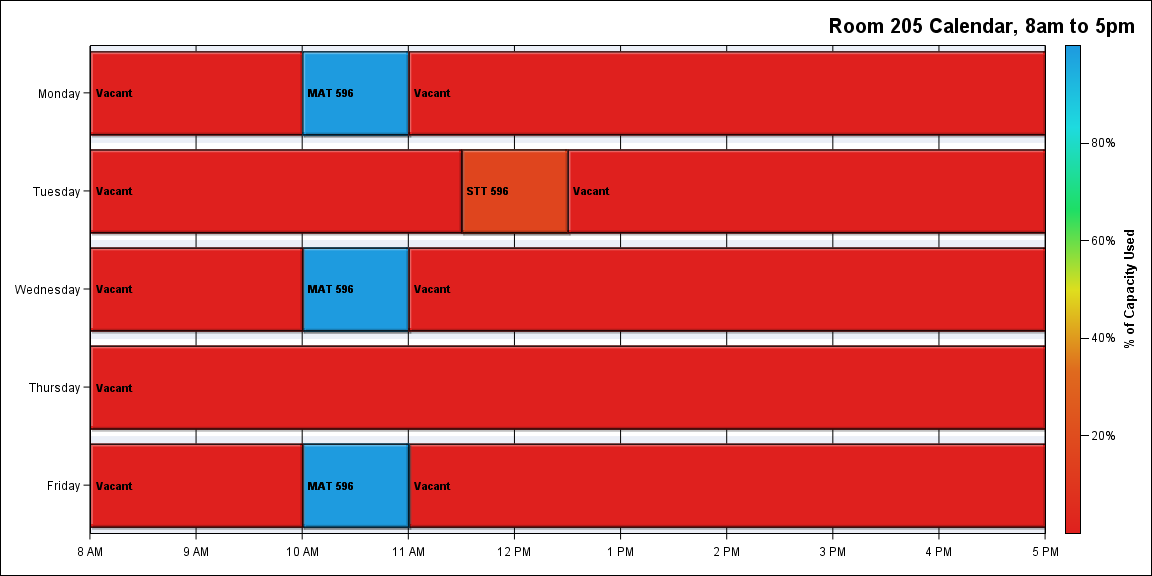 Room 205 Calendar, 8am to 5pm
Monday
Vacant
MAT 596
Vacant
Tuesday
Vacant
STT 596
Vacant
Wednesday
Vacant
MAT 596
Vacant
Thursday
Vacant
Friday
Vacant
MAT 596
Vacant
8 AM
9 AM
10 AM
11 AM
12 PM
1 PM
2 PM
3 PM
4 PM
5 PM
80%
60%
40%
20%
% of Capacity Used